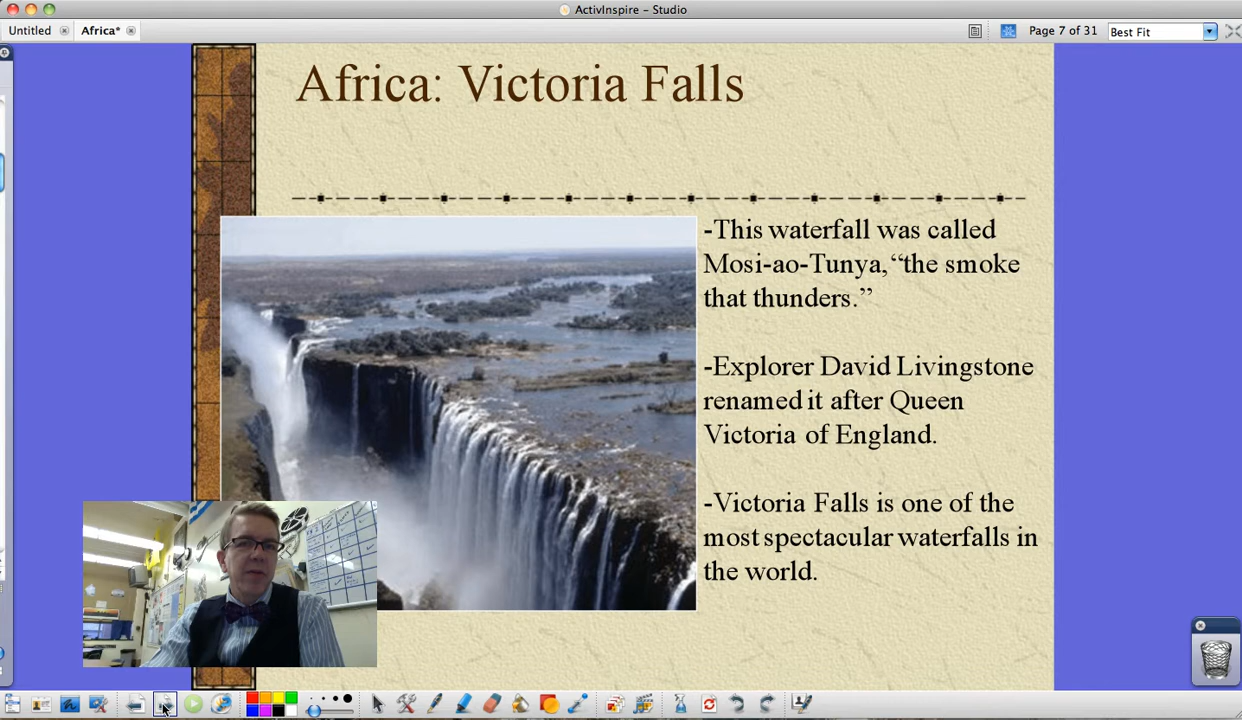 ActivInspire - Studio
Untitled
Africa*
Page 7 of 31
Best Fit
Africa: Victoria Falls
-This waterfall was called
Mosi-ao-Tunya,“the smoke
that thunders.”
-Explorer David Livingstone
renamed it after Queen
Victoria of England.
-Victoria Falls is one of the
most spectacular waterfalls in
the world.